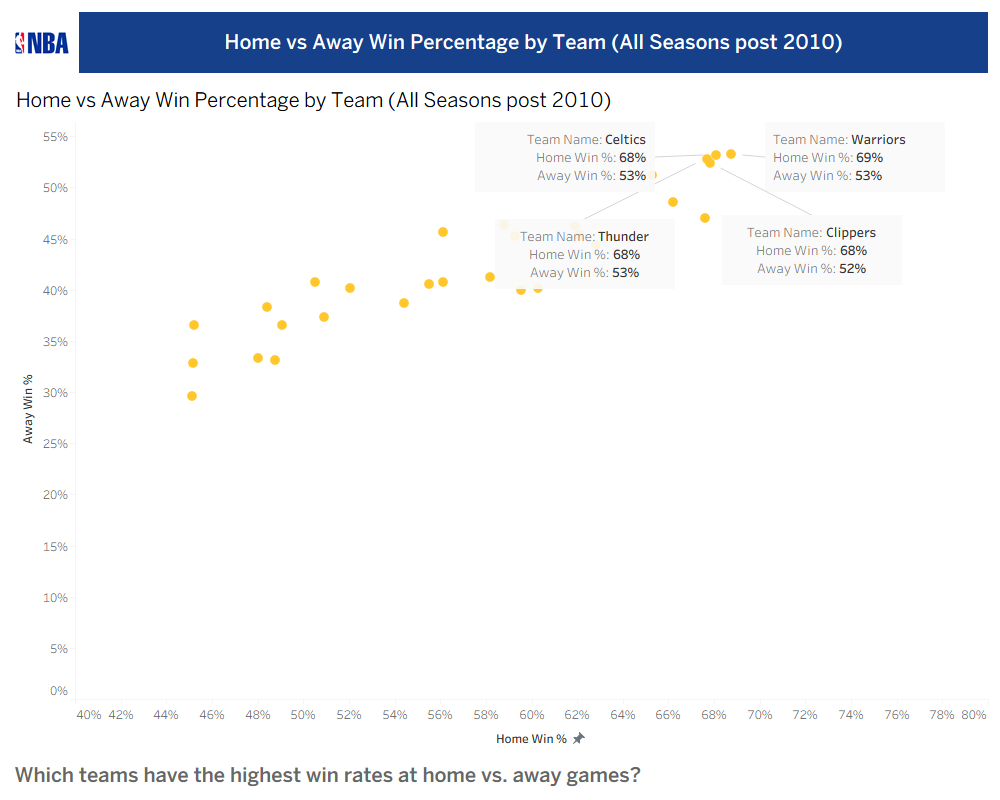 NBA
Home vs Away Win Percentage by Team (All Seasons post 2010)
Home vs Away Win Percentage by Team (All Seasons post 2010)
55%
50%
45%
40%
35%
30%
25%
20%
15%
10%
5%
0%
Away Win %
Team Name: Celtics
Home Win %: 68%
Away Win %: 53%
Team Name: Warriors
Home Win %: 69%
Away Win %: 53%
Team Name: Thunder
Home Win %: 68%
Away Win %: 53%
Team Name: Clippers
Home Win %: 68%
Away Win %: 52%
40% 42% 44% 46% 48% 50% 52% 54% 56% 58% 60% 62% 64% 66% 68% 70% 72% 74% 76% 78% 80%
Home Win %
Which teams have the highest win rates at home vs. away games?